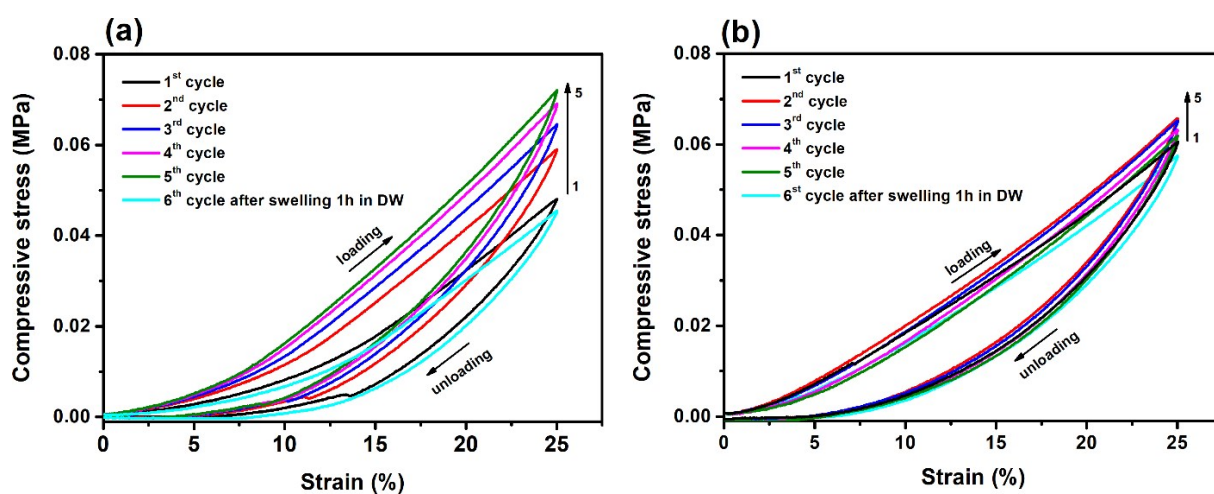 (a)
0.08
0.06
0.04
0.02
0.00
Compressive stress (MPa)
1st cycle
2nd cycle
3rd cycle
4th cycle
5th cycle
6th cycle after swelling 1h in DW
5
1
loading
unloading
0 5 10 15 20 25
Strain (%)
(b)
0.08
0.06
0.04
0.02
0.00
Compressive stress (MPa)
1st cycle
2nd cycle
3rd cycle
4th cycle
5th cycle
6st cycle after swelling 1h in DW
5
1
loading
unloading
0 5 10 15 20 25
Strain (%)